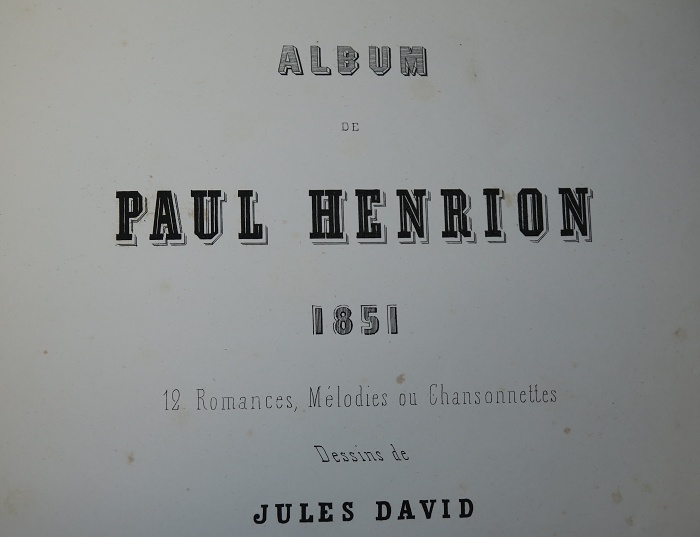 ALBUM
DE
PAUL HENRION
1851
12 Romances, Mélodies ou Chansonnettes
Dessins de
JULES DAVID